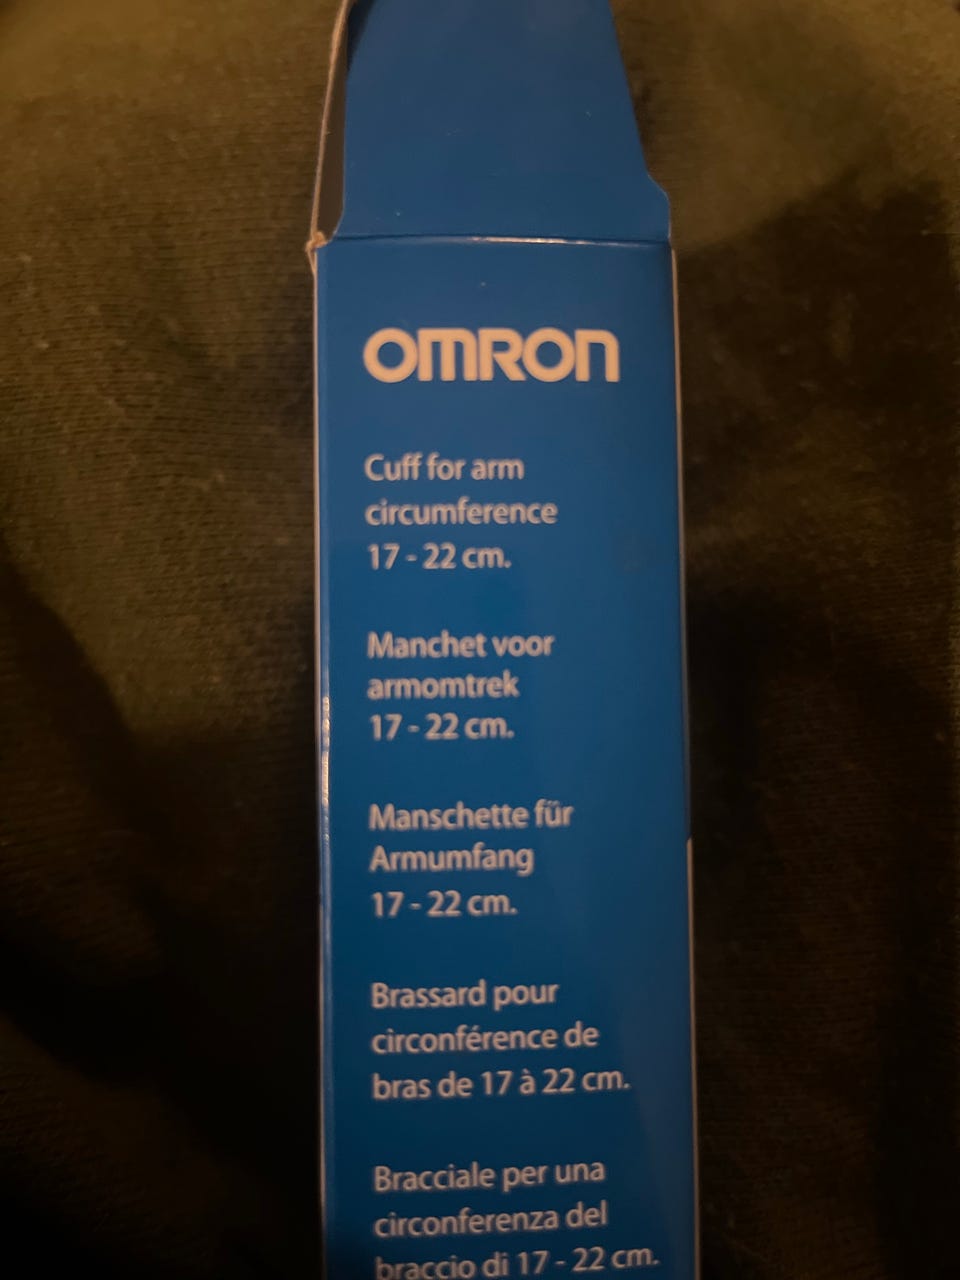 OMRON
Cuff for arm
circumference
17 - 22 cm.
Manchet voor
armomtrek
17 - 22 cm.
Manschette für
Armumfang
17 - 22 cm.
Brassard pour
circonférence de
bras de 17 à 22 cm.
Bracciale per una
circonferenza del
braccio di 17 - 22 cm.